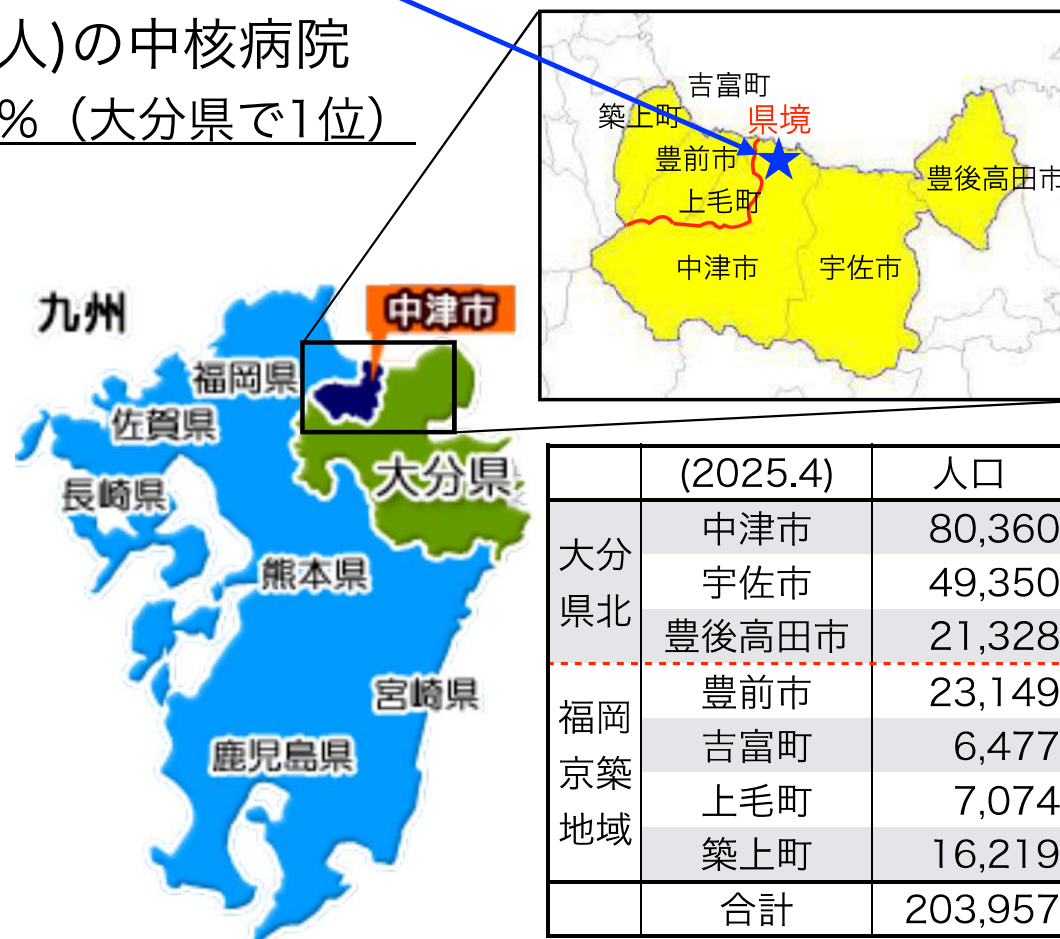 人)の中核病院
%（大分県で1位）
吉富町
築上町
県境
豊前市
豊後高田市
上毛町
中津市
宇佐市
九州
中津市
福岡県
佐賀県
大分県
長崎県
熊本県
宮崎県
鹿児島県
(2025.4) 人口
大分県北
中津市 80,360
宇佐市 49,350
豊後高田市 21,328
福岡京築地域
豊前市 23,149
吉富町 6,477
上毛町 7,074
築上町 16,219
合計 203,957